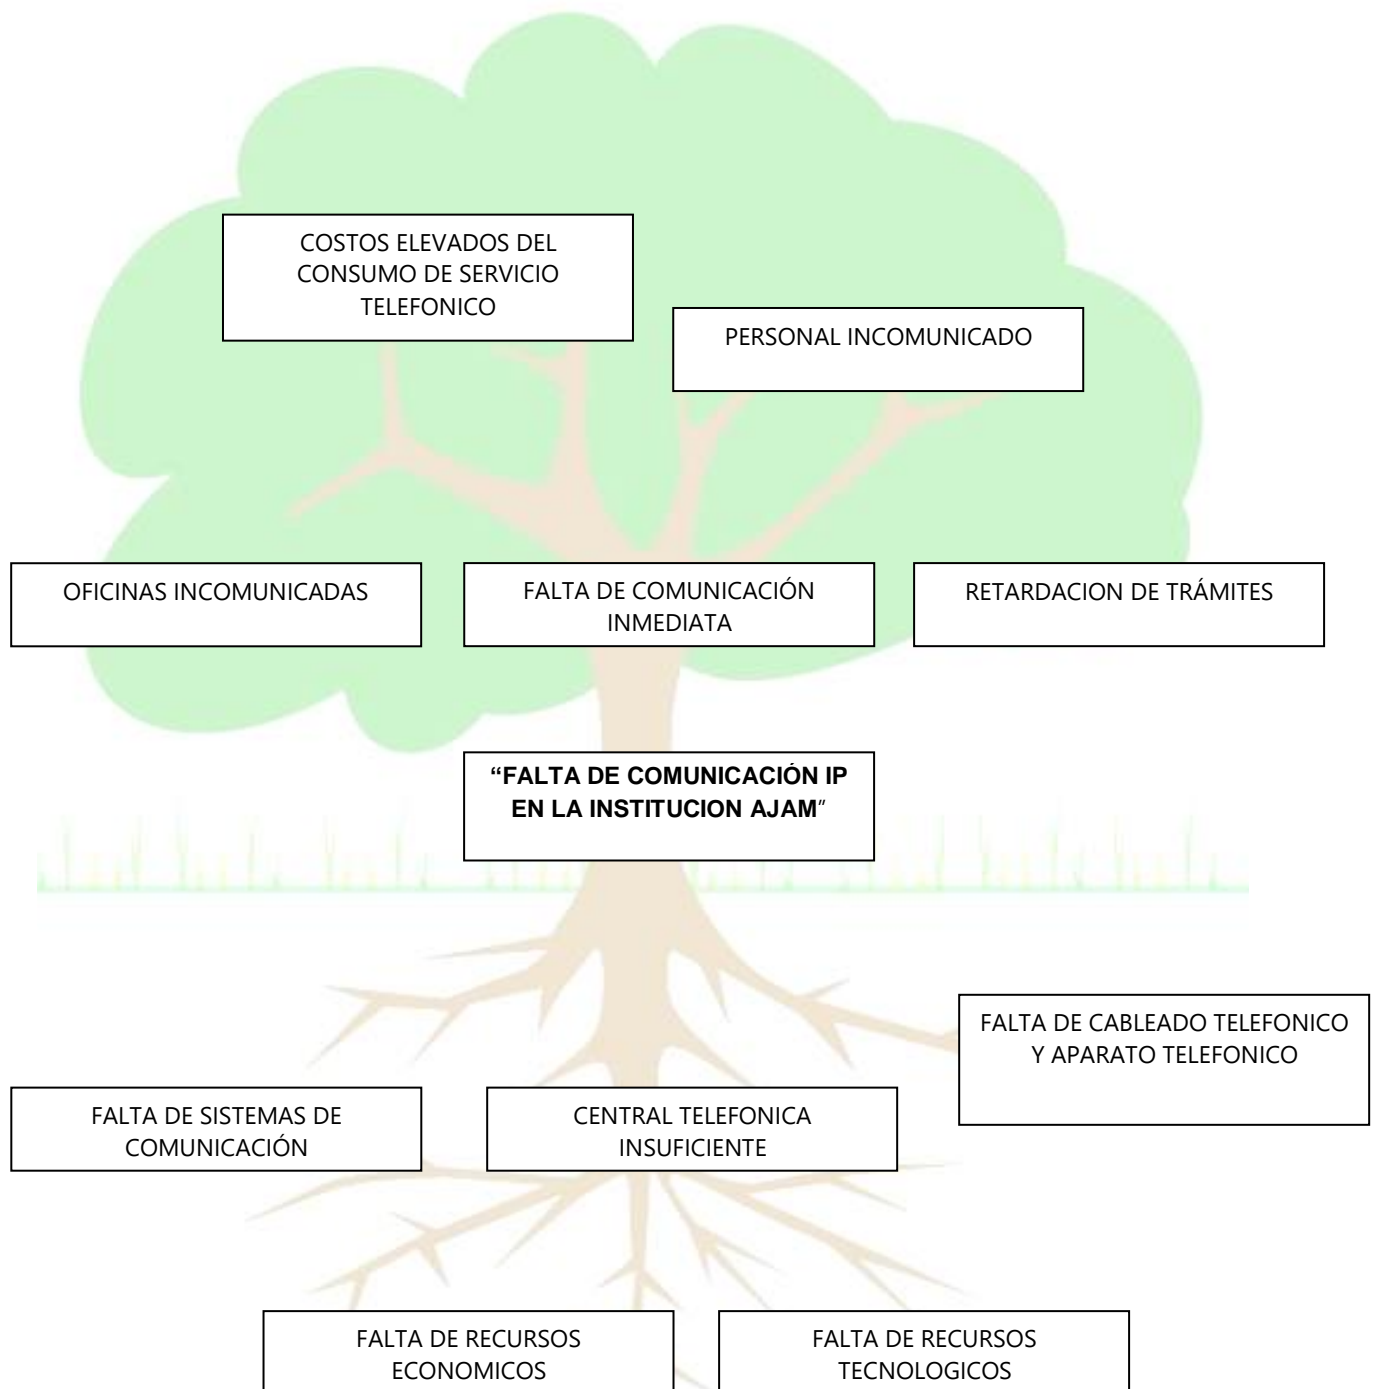 COSTOS ELEVADOS DEL
CONSUMO DE SERVICIO
TELEFONICO
PERSONAL INCOMUNICADO
OFICINAS INCOMUNICADAS
FALTA DE COMUNICACIÓN
INMEDIATA
RETARDACION DE TRÁMITES
“FALTA DE COMUNICACIÓN IP
EN LA INSTITUCION AJAM”
FALTA DE CABLEADO TELEFONICO
Y APARATO TELEFONICO
FALTA DE SISTEMAS DE
COMUNICACIÓN
CENTRAL TELEFONICA
INSUFICIENTE
FALTA DE RECURSOS
ECONOMICOS
FALTA DE RECURSOS
TECNOLOGICOS